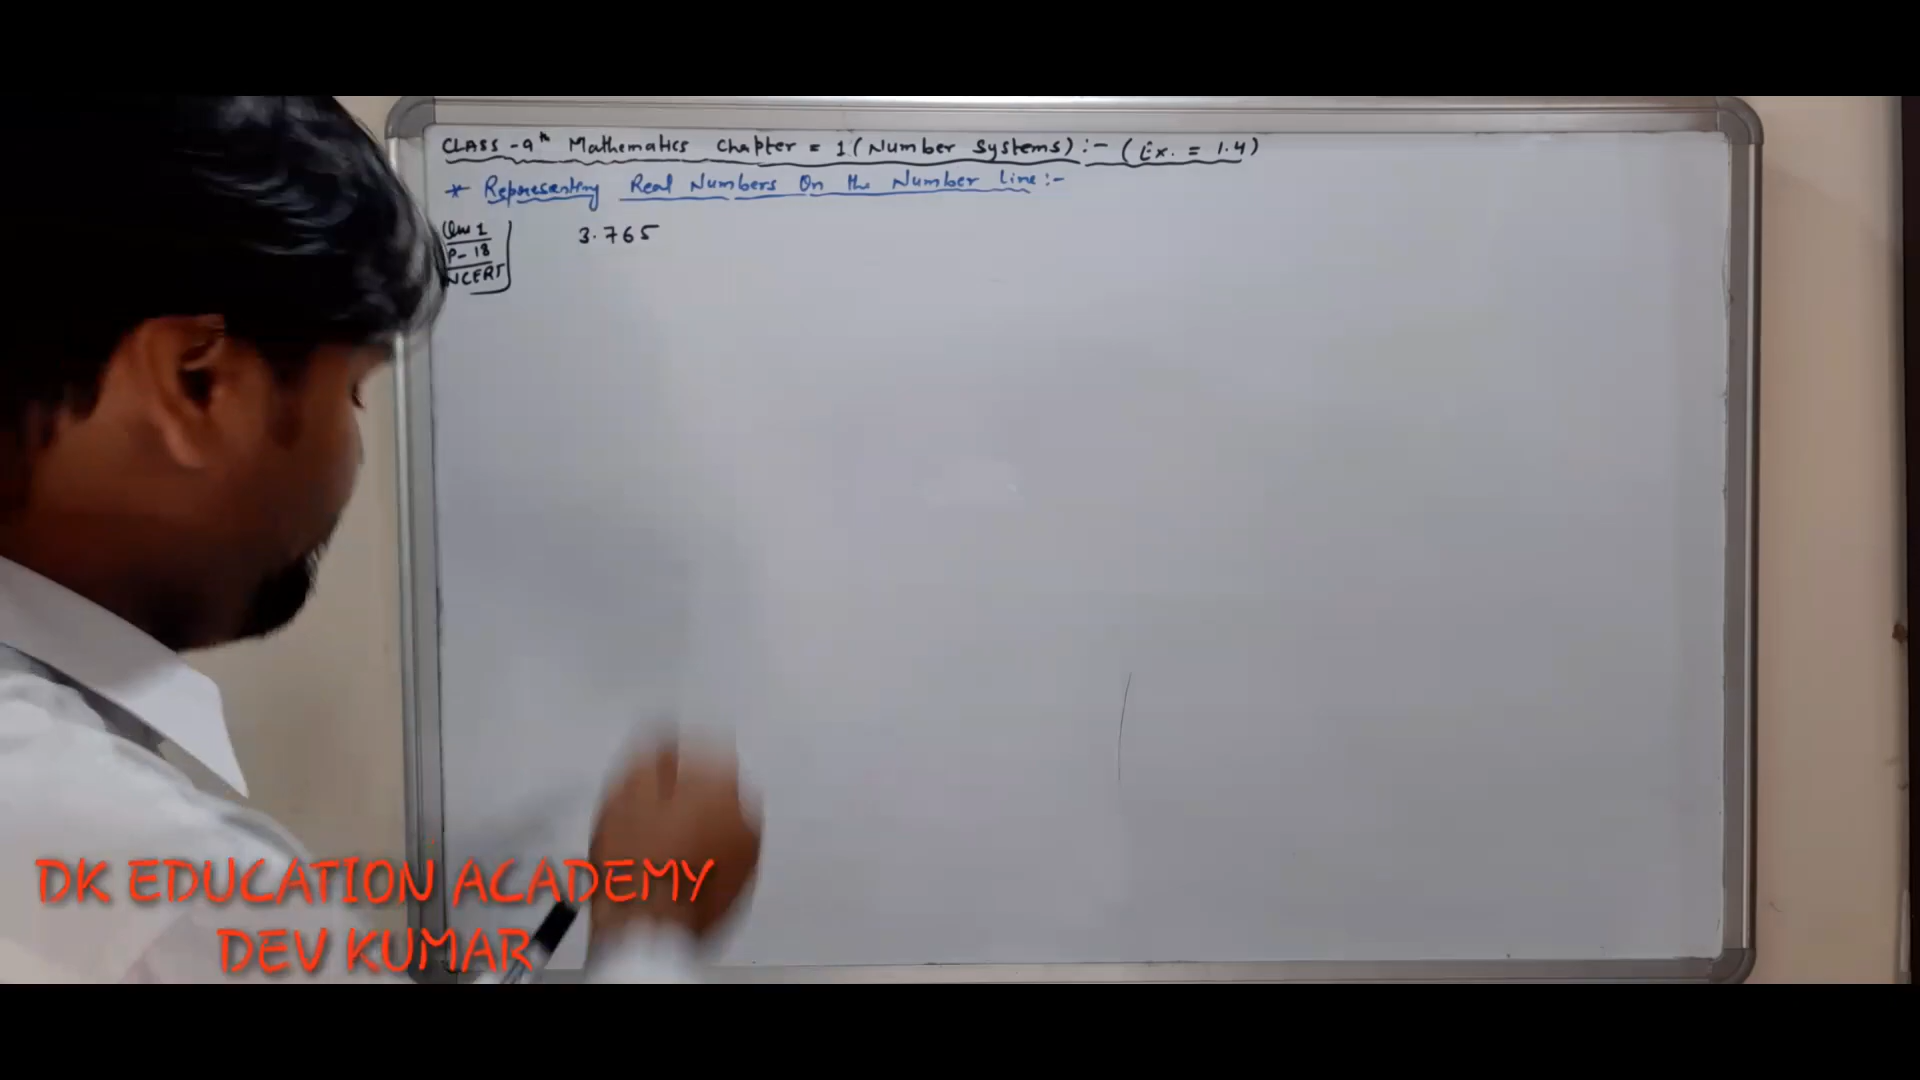 CLASS - 9th Mathematics Chapter = 1 (Number Systems) :- (Ex. = 1.4)
* Representing Real Numbers On the Number Line :-
Que 1
P- 18
NCERT
3.765
DK EDUCATION ACADEMY
DEV KUMAR